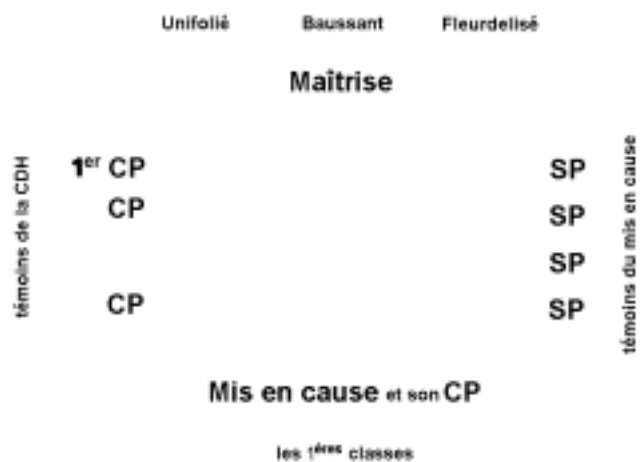 Unifolié Baussant Fleurdelisé
Maîtrise
témoins de la CDH
1er CP SP
CP SP
SP
CP SP
témoins du mis en cause
Mis en cause et son CP
les 1ères classes